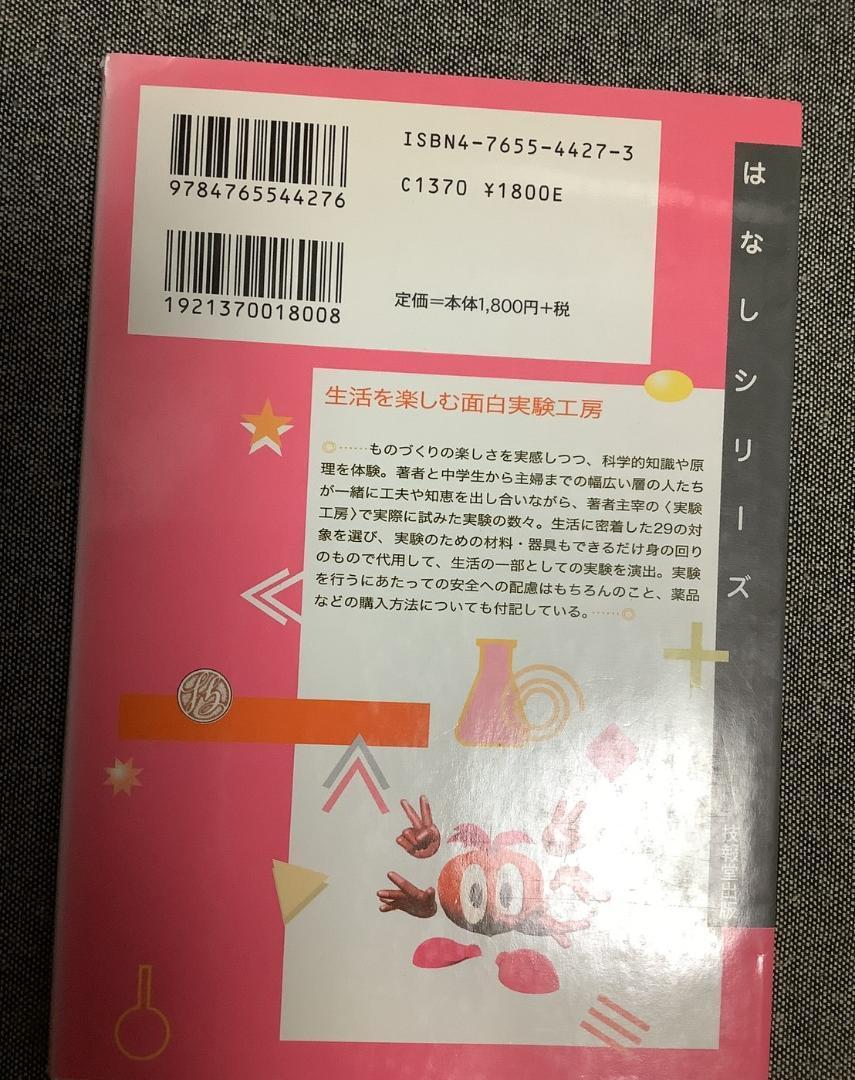 ISBN4-7655-4427-3
9784765544276
C1370 ¥1800E
1921370018008
定価＝本体1,800円＋税
はなしシリーズ
生活を楽しむ面白実験工房
◎……ものづくりの楽しさを実感しつつ、科学的知識や原
理を体験。著者と中学生から主婦までの幅広い層の人たち
が一緒に工夫や知恵を出し合いながら、著者主宰の〈実験
工房〉で実際に試みた実験の数々。生活に密着した29の対
象を選び、実験のための材料・器具もできるだけ身の回り
のもので代用して、生活の一部としての実験を演出。実験
を行うにあたっての安全への配慮はもちろんのこと、薬品
などの購入方法についても付記している。……◎
技報堂出版